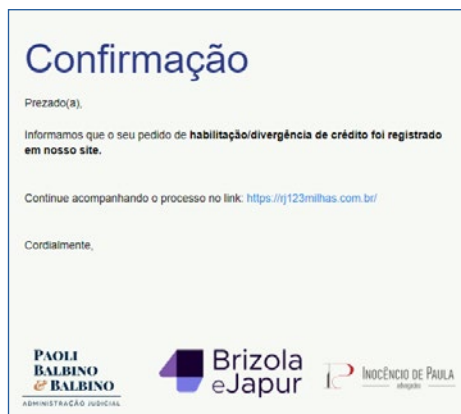 Confirmação
Prezado(a),
Informamos que o seu pedido de habilitação/divergência de crédito foi registrado
em nosso site.
Continue acompanhando o processo no link: https://rj123milhas.com.br/
Cordialmente,
PAOLI
BALBINO
& BALBINO
ADMINISTRAÇÃO JUDICIAL
Brizola
eJapur
INOCÊNCIO DE PAULA
advogados